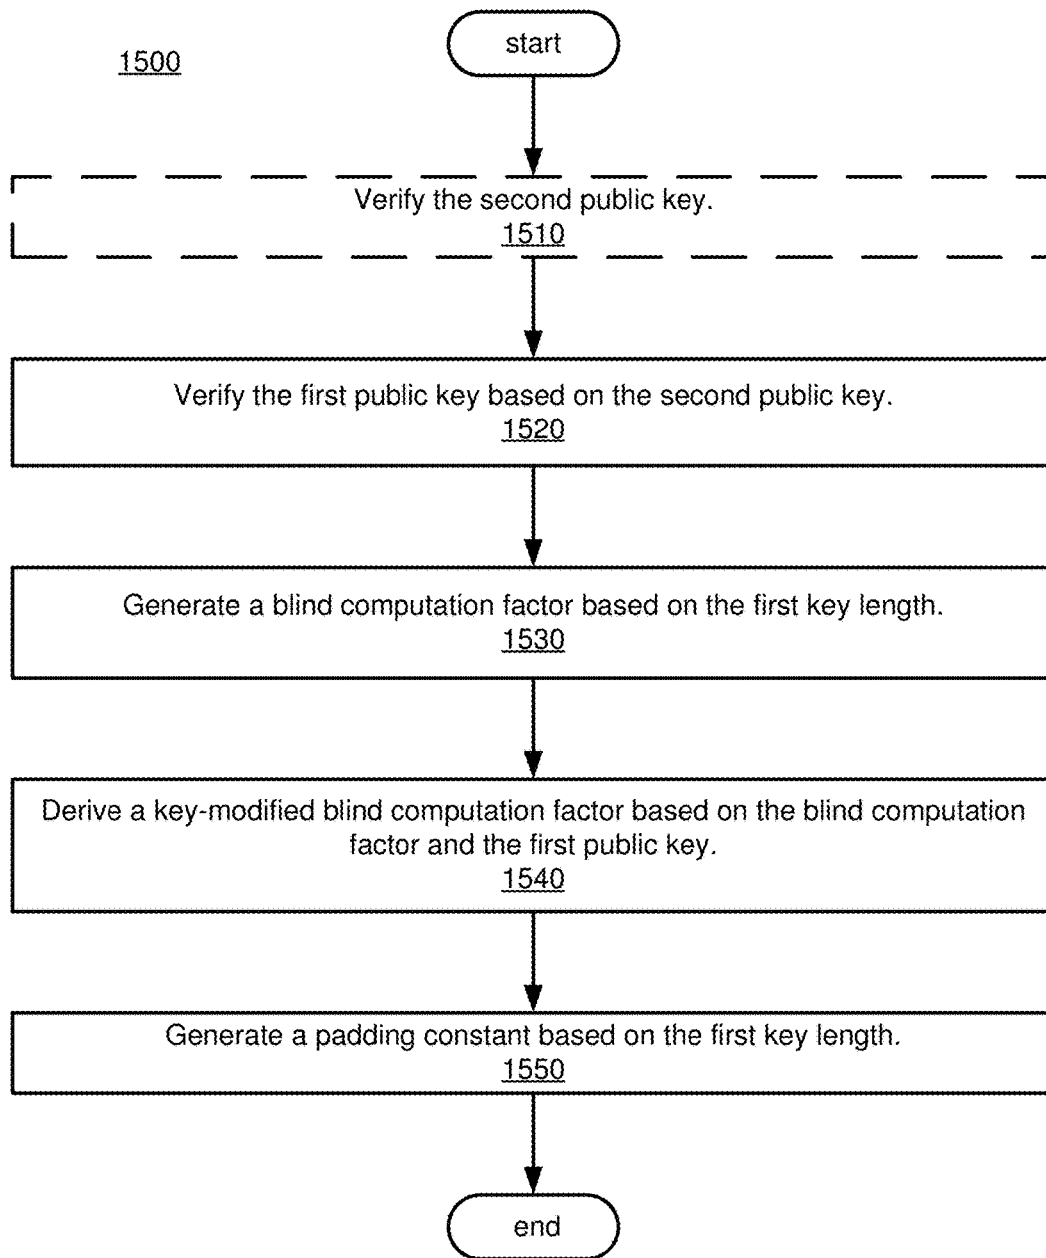 start
1500
Verify the second public key.
1510
Verify the first public key based on the second public key.
1520
Generate a blind computation factor based on the first key length.
1530
Derive a key-modified blind computation factor based on the blind computation
factor and the first public key.
1540
Generate a padding constant based on the first key length.
1550
end